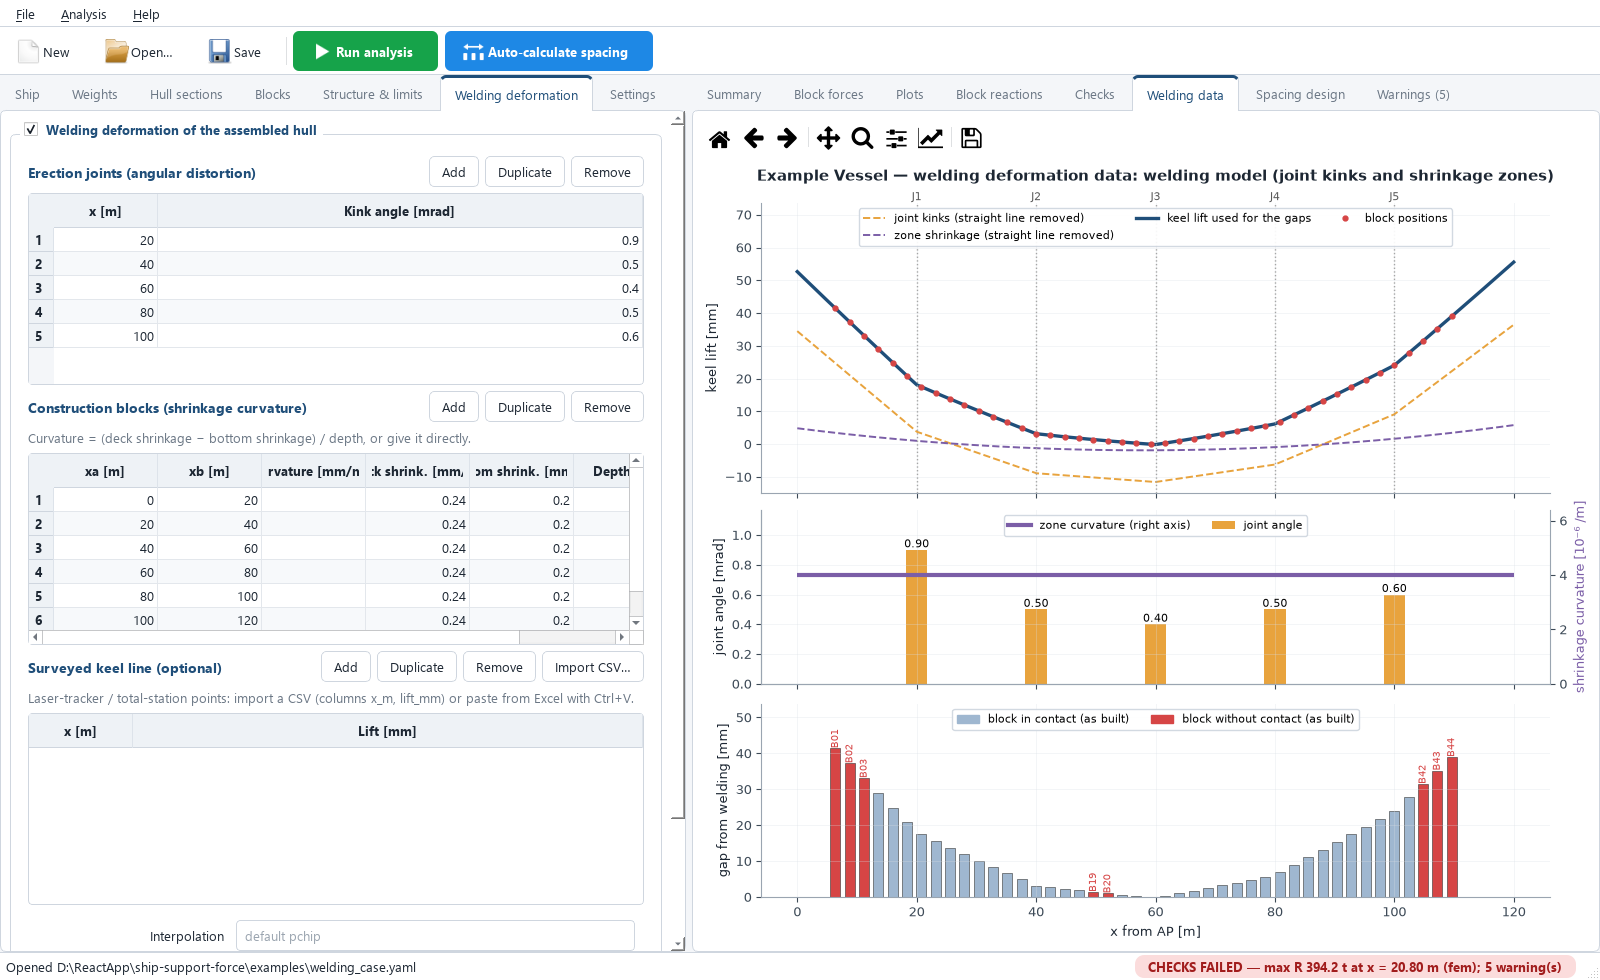 File Analysis Help
New Open... Save Run analysis Auto-calculate spacing
Ship Weights Hull sections Blocks Structure & limits Welding deformation Settings
Summary Block forces Plots Block reactions Checks Welding data Spacing design Warnings (5)
Welding deformation of the assembled hull
Erection joints (angular distortion) Add Duplicate Remove
x [m] Kink angle [mrad]
1 20 0.9
2 40 0.5
3 60 0.4
4 80 0.5
5 100 0.6
Construction blocks (shrinkage curvature) Add Duplicate Remove
Curvature = (deck shrinkage − bottom shrinkage) / depth, or give it directly.
xa [m] xb [m] rvature [mm/n :k shrink. [mm/ om shrink. [mn Depth
1 0 20 0.24 0.2
2 20 40 0.24 0.2
3 40 60 0.24 0.2
4 60 80 0.24 0.2
5 80 100 0.24 0.2
6 100 120 0.24 0.2
Surveyed keel line (optional) Add Duplicate Remove Import CSV...
Laser-tracker / total-station points: import a CSV (columns x_m, lift_mm) or paste from Excel with Ctrl+V.
x [m] Lift [mm]
Interpolation default pchip
Example Vessel — welding deformation data: welding model (joint kinks and shrinkage zones)
J1 J2 J3 J4 J5
joint kinks (straight line removed) keel lift used for the gaps block positions
zone shrinkage (straight line removed)
keel lift [mm]
70
60
50
40
30
20
10
0
−10
zone curvature (right axis) joint angle
joint angle [mrad]
1.0
0.8
0.6
0.4
0.2
0.0
0.90 0.50 0.40 0.50 0.60
6
4
2
0
shrinkage curvature [10⁻⁶ /m]
block in contact (as built) block without contact (as built)
gap from welding [mm]
50
40
30
20
10
0
B01 B02 B03 B19 B20 B42 B43 B44
0 20 40 60 80 100 120
x from AP [m]
Opened D:\ReactApp\ship-support-force\examples\welding_case.yaml
CHECKS FAILED — max R 394.2 t at x = 20.80 m (fem); 5 warning(s)